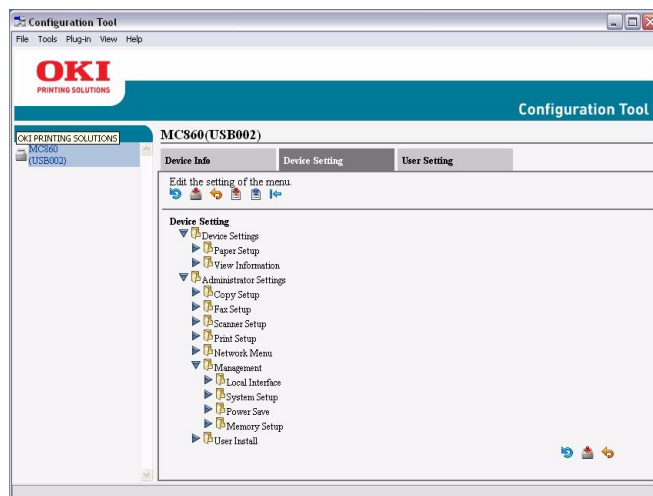 Configuration Tool
File Tools Plug-in View Help
OKI
PRINTING SOLUTIONS
Configuration Tool
OKI PRINTING SOLUTIONS
MC860
(USB002)
MC860(USB002)
Device Info Device Setting User Setting
Edit the setting of the menu.
Device Setting
Device Settings
Paper Setup
View Information
Administrator Settings
Copy Setup
Fax Setup
Scanner Setup
Print Setup
Network Menu
Management
Local Interface
System Setup
Power Save
Memory Setup
User Install